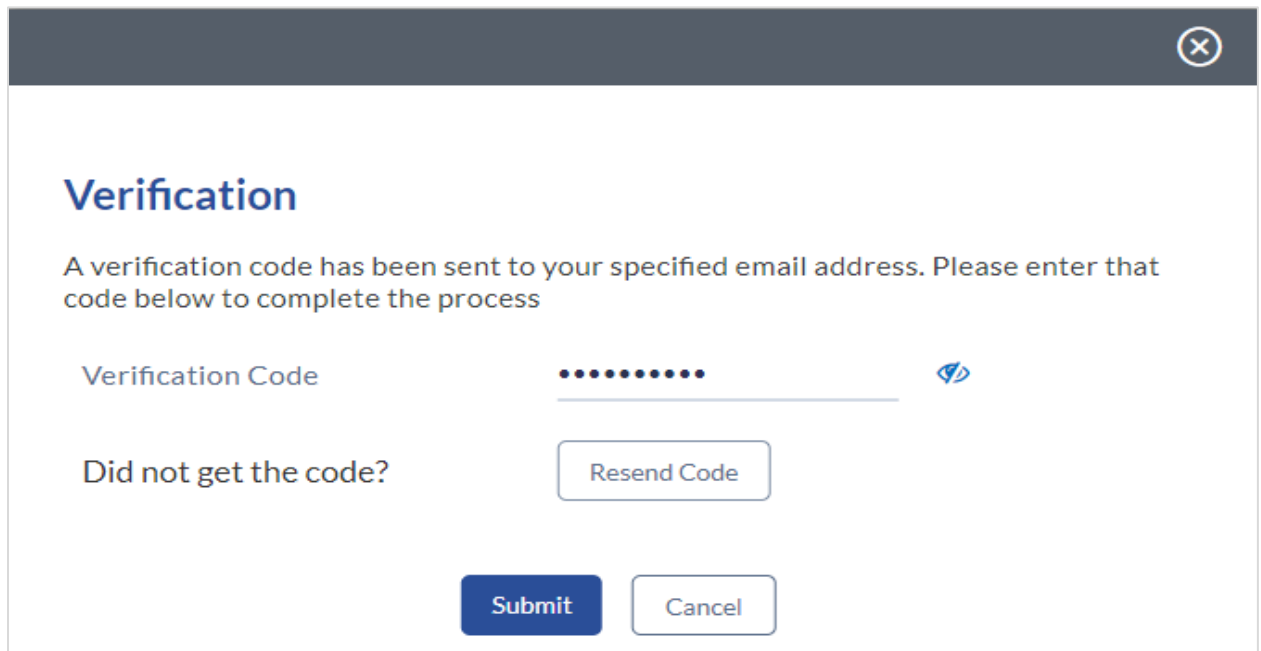 Verification
A verification code has been sent to your specified email address. Please enter that
code below to complete the process
Verification Code ••••••••••
Did not get the code? Resend Code
Submit Cancel